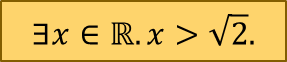 ∃x ∈ ℝ. x > √2.